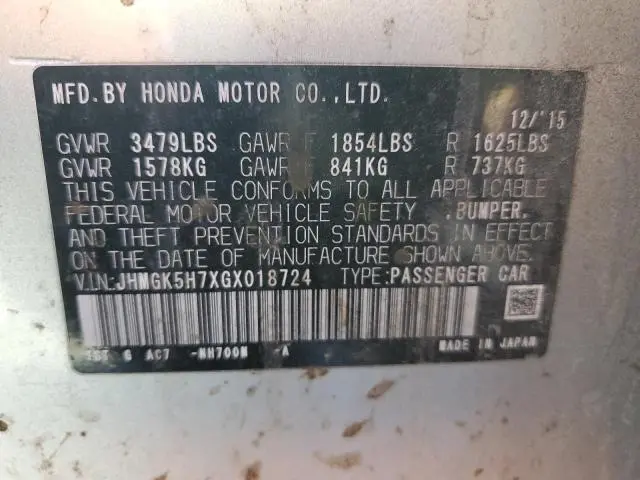 MFD.BY HONDA MOTOR CO.,LTD.
12/'15
GVWR 3479LBS GAWR F 1854LBS R 1625LBS
GVWR 1578KG GAWR F 841KG R 737KG
THIS VEHICLE CONFORMS TO ALL APPLICABLE
FEDERAL MOTOR VEHICLE SAFETY ,BUMPER,
AND THEFT PREVENTION STANDARDS IN EFFECT
ON THE DATE OF MANUFACTURE SHOWN ABOVE.
V.I.N:JHMGK5H7XGX018724 TYPE:PASSENGER CAR
G AC7 -NH700M -A MADE IN JAPAN